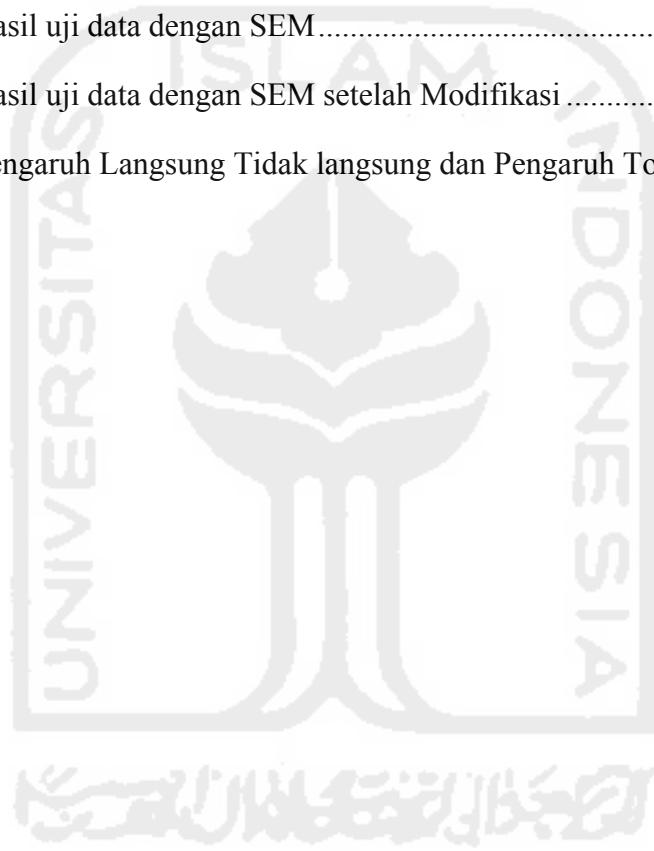 asil uji data dengan SEM.....................................
asil uji data dengan SEM setelah Modifikasi............
engaruh Langsung Tidak langsung dan Pengaruh To
ISLAM
UNIVERSITAS
INDONESIA